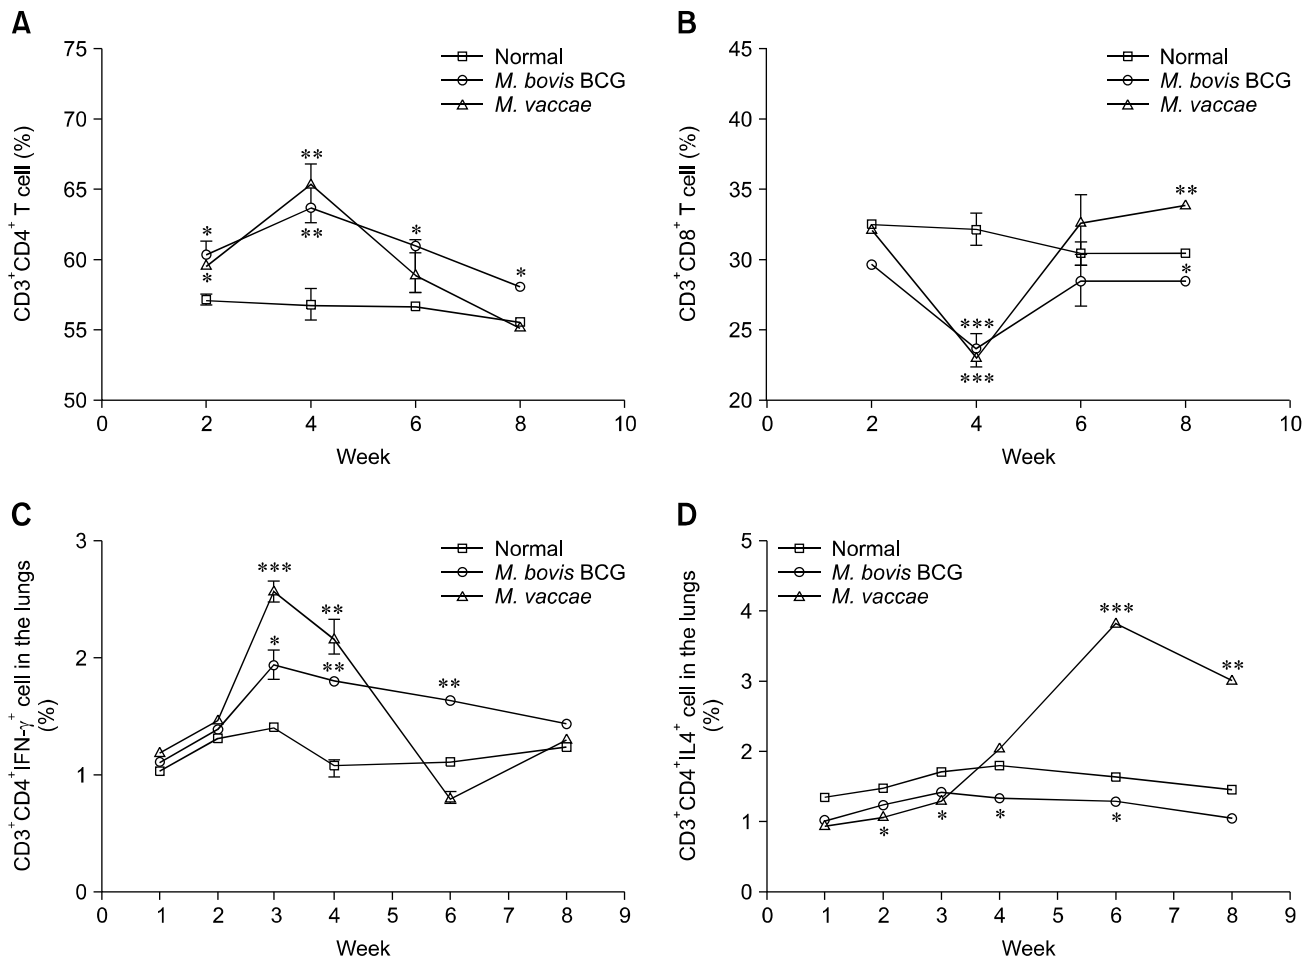 A
75
70
65
60
55
50
CD3+CD4+ T cell (%)
Normal
M. bovis BCG
M. vaccae
*
*
**
**
*
*
0 2 4 6 8 10
Week
B
45
40
35
30
25
20
CD3+CD8+ T cell (%)
Normal
M. bovis BCG
M. vaccae
***
***
**
*
0 2 4 6 8 10
Week
C
3
2
1
0
CD3+CD4+IFN-γ+ cell in the lungs
(%)
Normal
M. bovis BCG
M. vaccae
***
*
**
**
**
0 1 2 3 4 5 6 7 8 9
Week
D
5
4
3
2
1
0
CD3+CD4+IL4+ cell in the lungs
(%)
Normal
M. bovis BCG
M. vaccae
*
*
*
***
*
**
0 1 2 3 4 5 6 7 8 9
Week